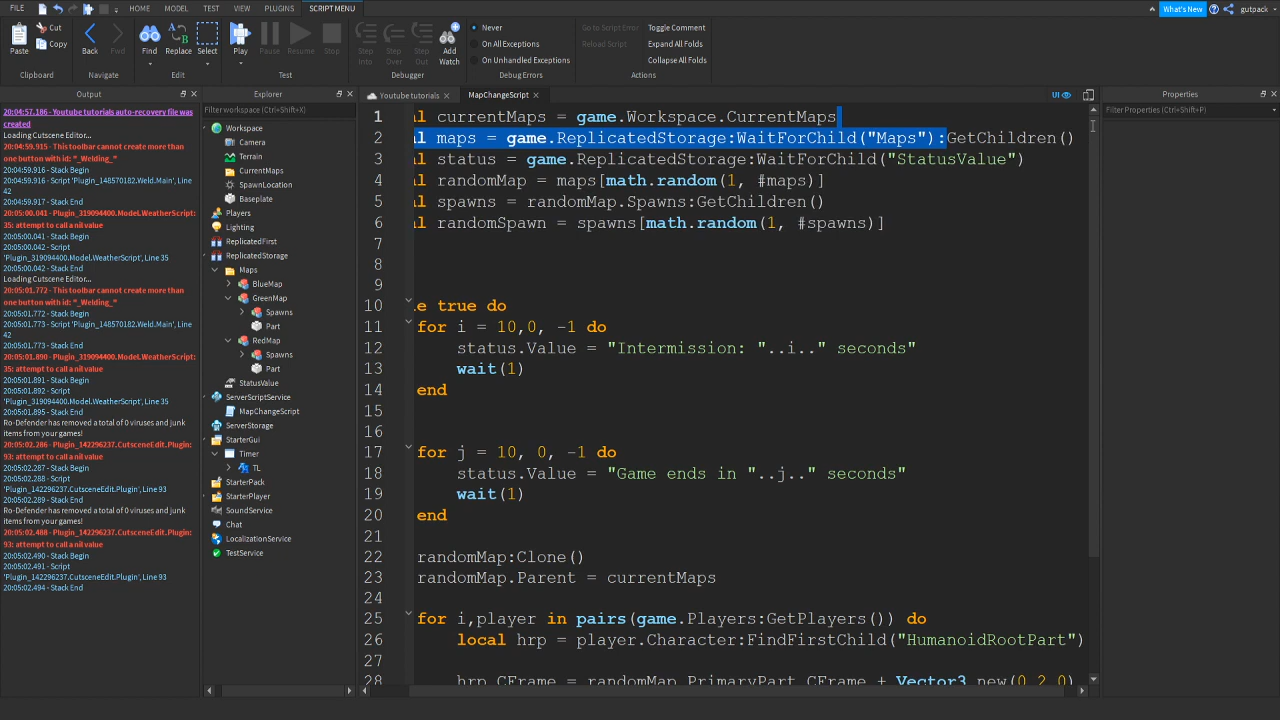 FILE HOME MODEL TEST VIEW PLUGINS SCRIPT MENU What's New gutpack
Paste Cut Copy Back Fwd Find Replace Select Play Pause Resume Stop Step Into Step Over Step Out Add Watch Never On All Exceptions On Unhandled Exceptions Go to Script Error Reload Script Toggle Comment Expand All Folds Collapse All Folds
Clipboard Navigate Edit Test Debugger Debug Errors Actions
Output
20:04:57.186 - Youtube tutorials auto-recovery file was
created
Loading Cutscene Editor...
20:04:59.915 - This toolbar cannot create more than
one button with id: "_Welding_"
20:04:59.915 - Stack Begin
20:04:59.916 - Script 'Plugin_148570182.Weld.Main', Line
42
20:04:59.917 - Stack End
20:05:00.041 - Plugin_319094400.Model.WeatherScript:
35: attempt to call a nil value
20:05:00.042 - Stack Begin
20:05:00.042 - Script
'Plugin_319094400.Model.WeatherScript', Line 35
20:05:00.042 - Stack End
Loading Cutscene Editor...
20:05:01.772 - This toolbar cannot create more than
one button with id: "_Welding_"
20:05:01.772 - Stack Begin
20:05:01.773 - Script 'Plugin_148570182.Weld.Main', Line
42
20:05:01.773 - Stack End
20:05:01.890 - Plugin_319094400.Model.WeatherScript:
35: attempt to call a nil value
20:05:01.891 - Stack Begin
20:05:01.892 - Script
'Plugin_319094400.Model.WeatherScript', Line 35
20:05:01.895 - Stack End
Ro-Defender has removed a total of 0 viruses and junk
items from your games!
20:05:02.286 - Plugin_142296237.CutsceneEdit.Plugin:
93: attempt to call a nil value
20:05:02.287 - Stack Begin
20:05:02.288 - Script
'Plugin_142296237.CutsceneEdit.Plugin', Line 93
20:05:02.289 - Stack End
Ro-Defender has removed a total of 0 viruses and junk
items from your games!
20:05:02.488 - Plugin_142296237.CutsceneEdit.Plugin:
93: attempt to call a nil value
20:05:02.490 - Stack Begin
20:05:02.491 - Script
'Plugin_142296237.CutsceneEdit.Plugin', Line 93
20:05:02.494 - Stack End
Explorer
Filter workspace (Ctrl+Shift+X)
Workspace
Camera
Terrain
CurrentMaps
SpawnLocation
Baseplate
Players
Lighting
ReplicatedFirst
ReplicatedStorage
Maps
BlueMap
GreenMap
Spawns
Part
RedMap
Spawns
Part
StatusValue
ServerScriptService
MapChangeScript
ServerStorage
StarterGui
Timer
TL
StarterPack
StarterPlayer
SoundService
Chat
LocalizationService
TestService
Youtube tutorials MapChangeScript UI
1 al currentMaps = game.Workspace.CurrentMaps
2 al maps = game.ReplicatedStorage:WaitForChild("Maps"):GetChildren()
3 al status = game.ReplicatedStorage:WaitForChild("StatusValue")
4 al randomMap = maps[math.random(1, #maps)]
5 al spawns = randomMap.Spawns:GetChildren()
6 al randomSpawn = spawns[math.random(1, #spawns)]
7
8
9
10 le true do
11 for i = 10,0, -1 do
12 status.Value = "Intermission: "..i.." seconds"
13 wait(1)
14 end
15
16
17 for j = 10, 0, -1 do
18 status.Value = "Game ends in "..j.." seconds"
19 wait(1)
20 end
21
22 randomMap:Clone()
23 randomMap.Parent = currentMaps
24
25 for i,player in pairs(game.Players:GetPlayers()) do
26 local hrp = player.Character:FindFirstChild("HumanoidRootPart")
27
28 hrp.CFrame = randomMap.PrimaryPart.CFrame + Vector3.new(0,2,0)
Properties
Filter Properties (Ctrl+Shift+P)